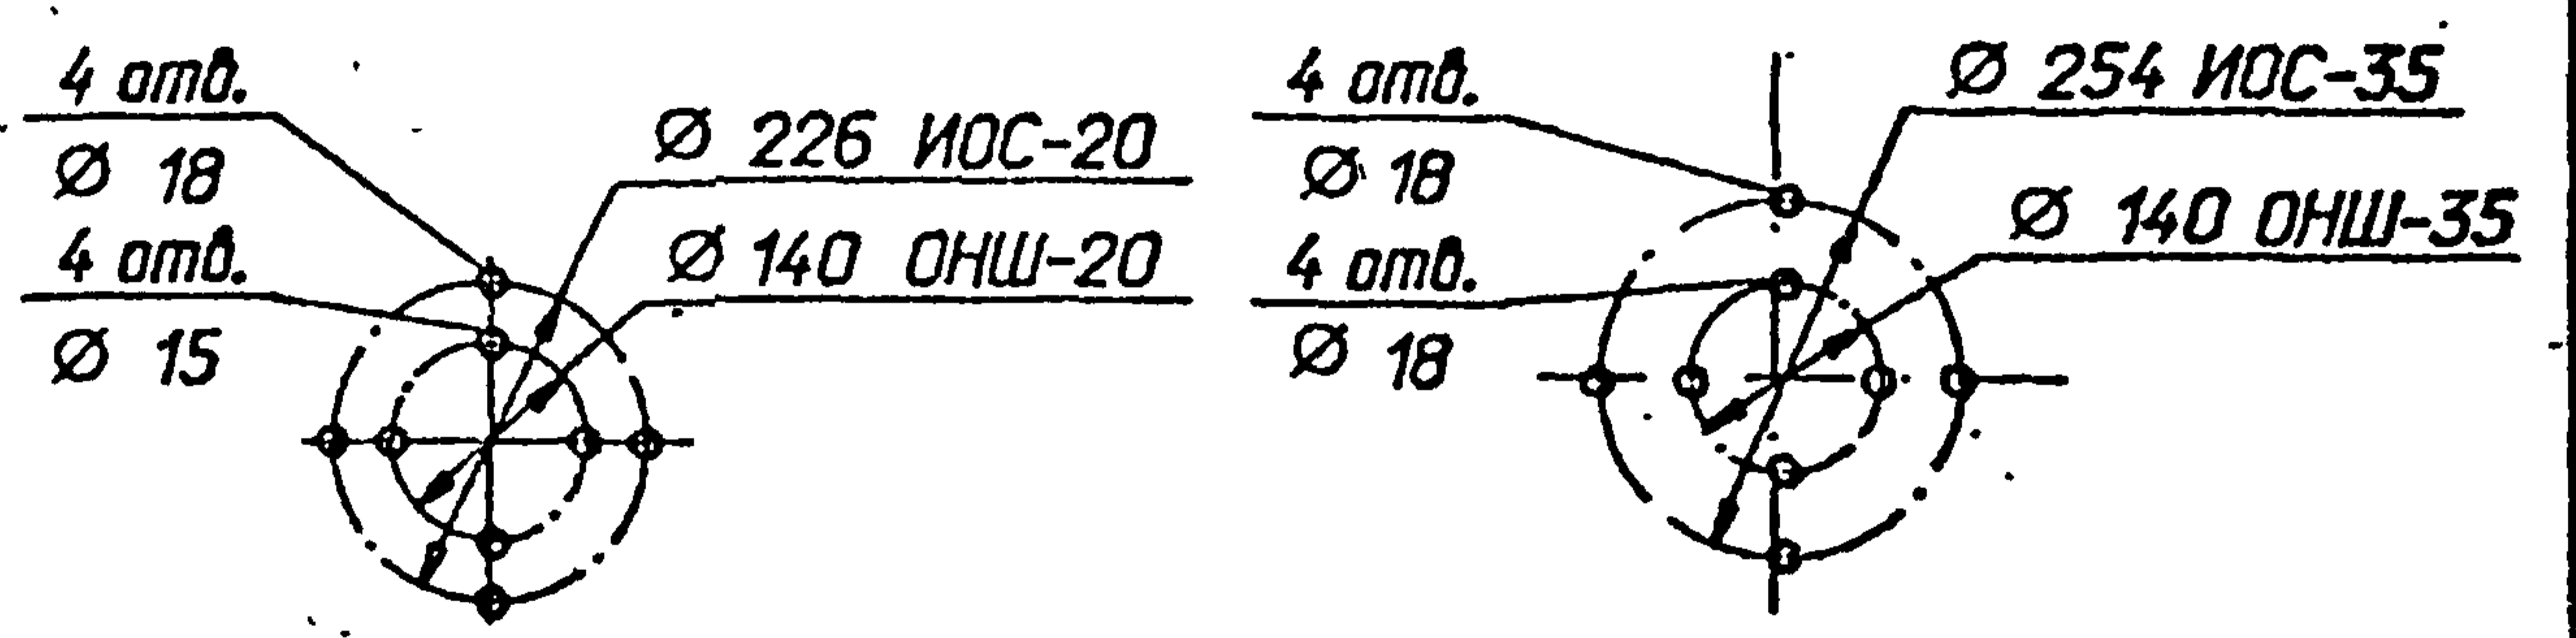 4 отв.
Ø 18
4 отв.
Ø 15
Ø 226 ИОС-20
Ø 140 ОНШ-20
4 отв.
Ø 18
4 отв.
Ø 18
Ø 254 ИОС-35
Ø 140 ОНШ-35